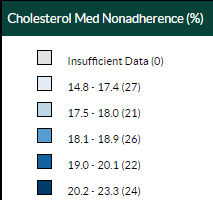 Cholesterol Med Nonadherence (%)
Insufficient Data (0)
14.8 - 17.4 (27)
17.5 - 18.0 (21)
18.1 - 18.9 (26)
19.0 - 20.1 (22)
20.2 - 23.3 (24)